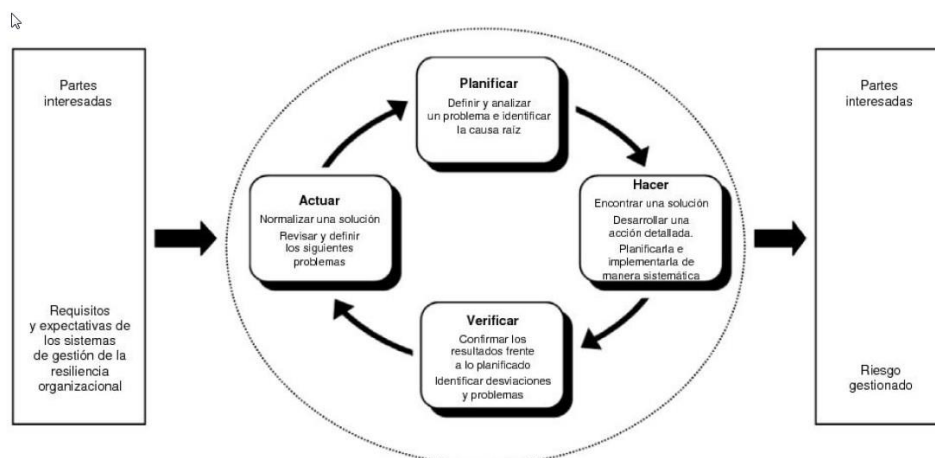 Partes
interesadas
Requisitos
y expectativas de
los sistemas
de gestión de la
resiliencia
organizacional
Planificar
Definir y analizar
un problema e identificar
la causa raíz
Actuar
Normalizar una solución
Revisar y definir
los siguientes
problemas
Hacer
Encontrar una solución
Desarrollar una
acción detallada.
Planificarla e
implementarla de
manera sistemática
Verificar
Confirmar los
resultados frente
a lo planificado
Identificar desviaciones
y problemas
Partes
interesadas
Riesgo
gestionado